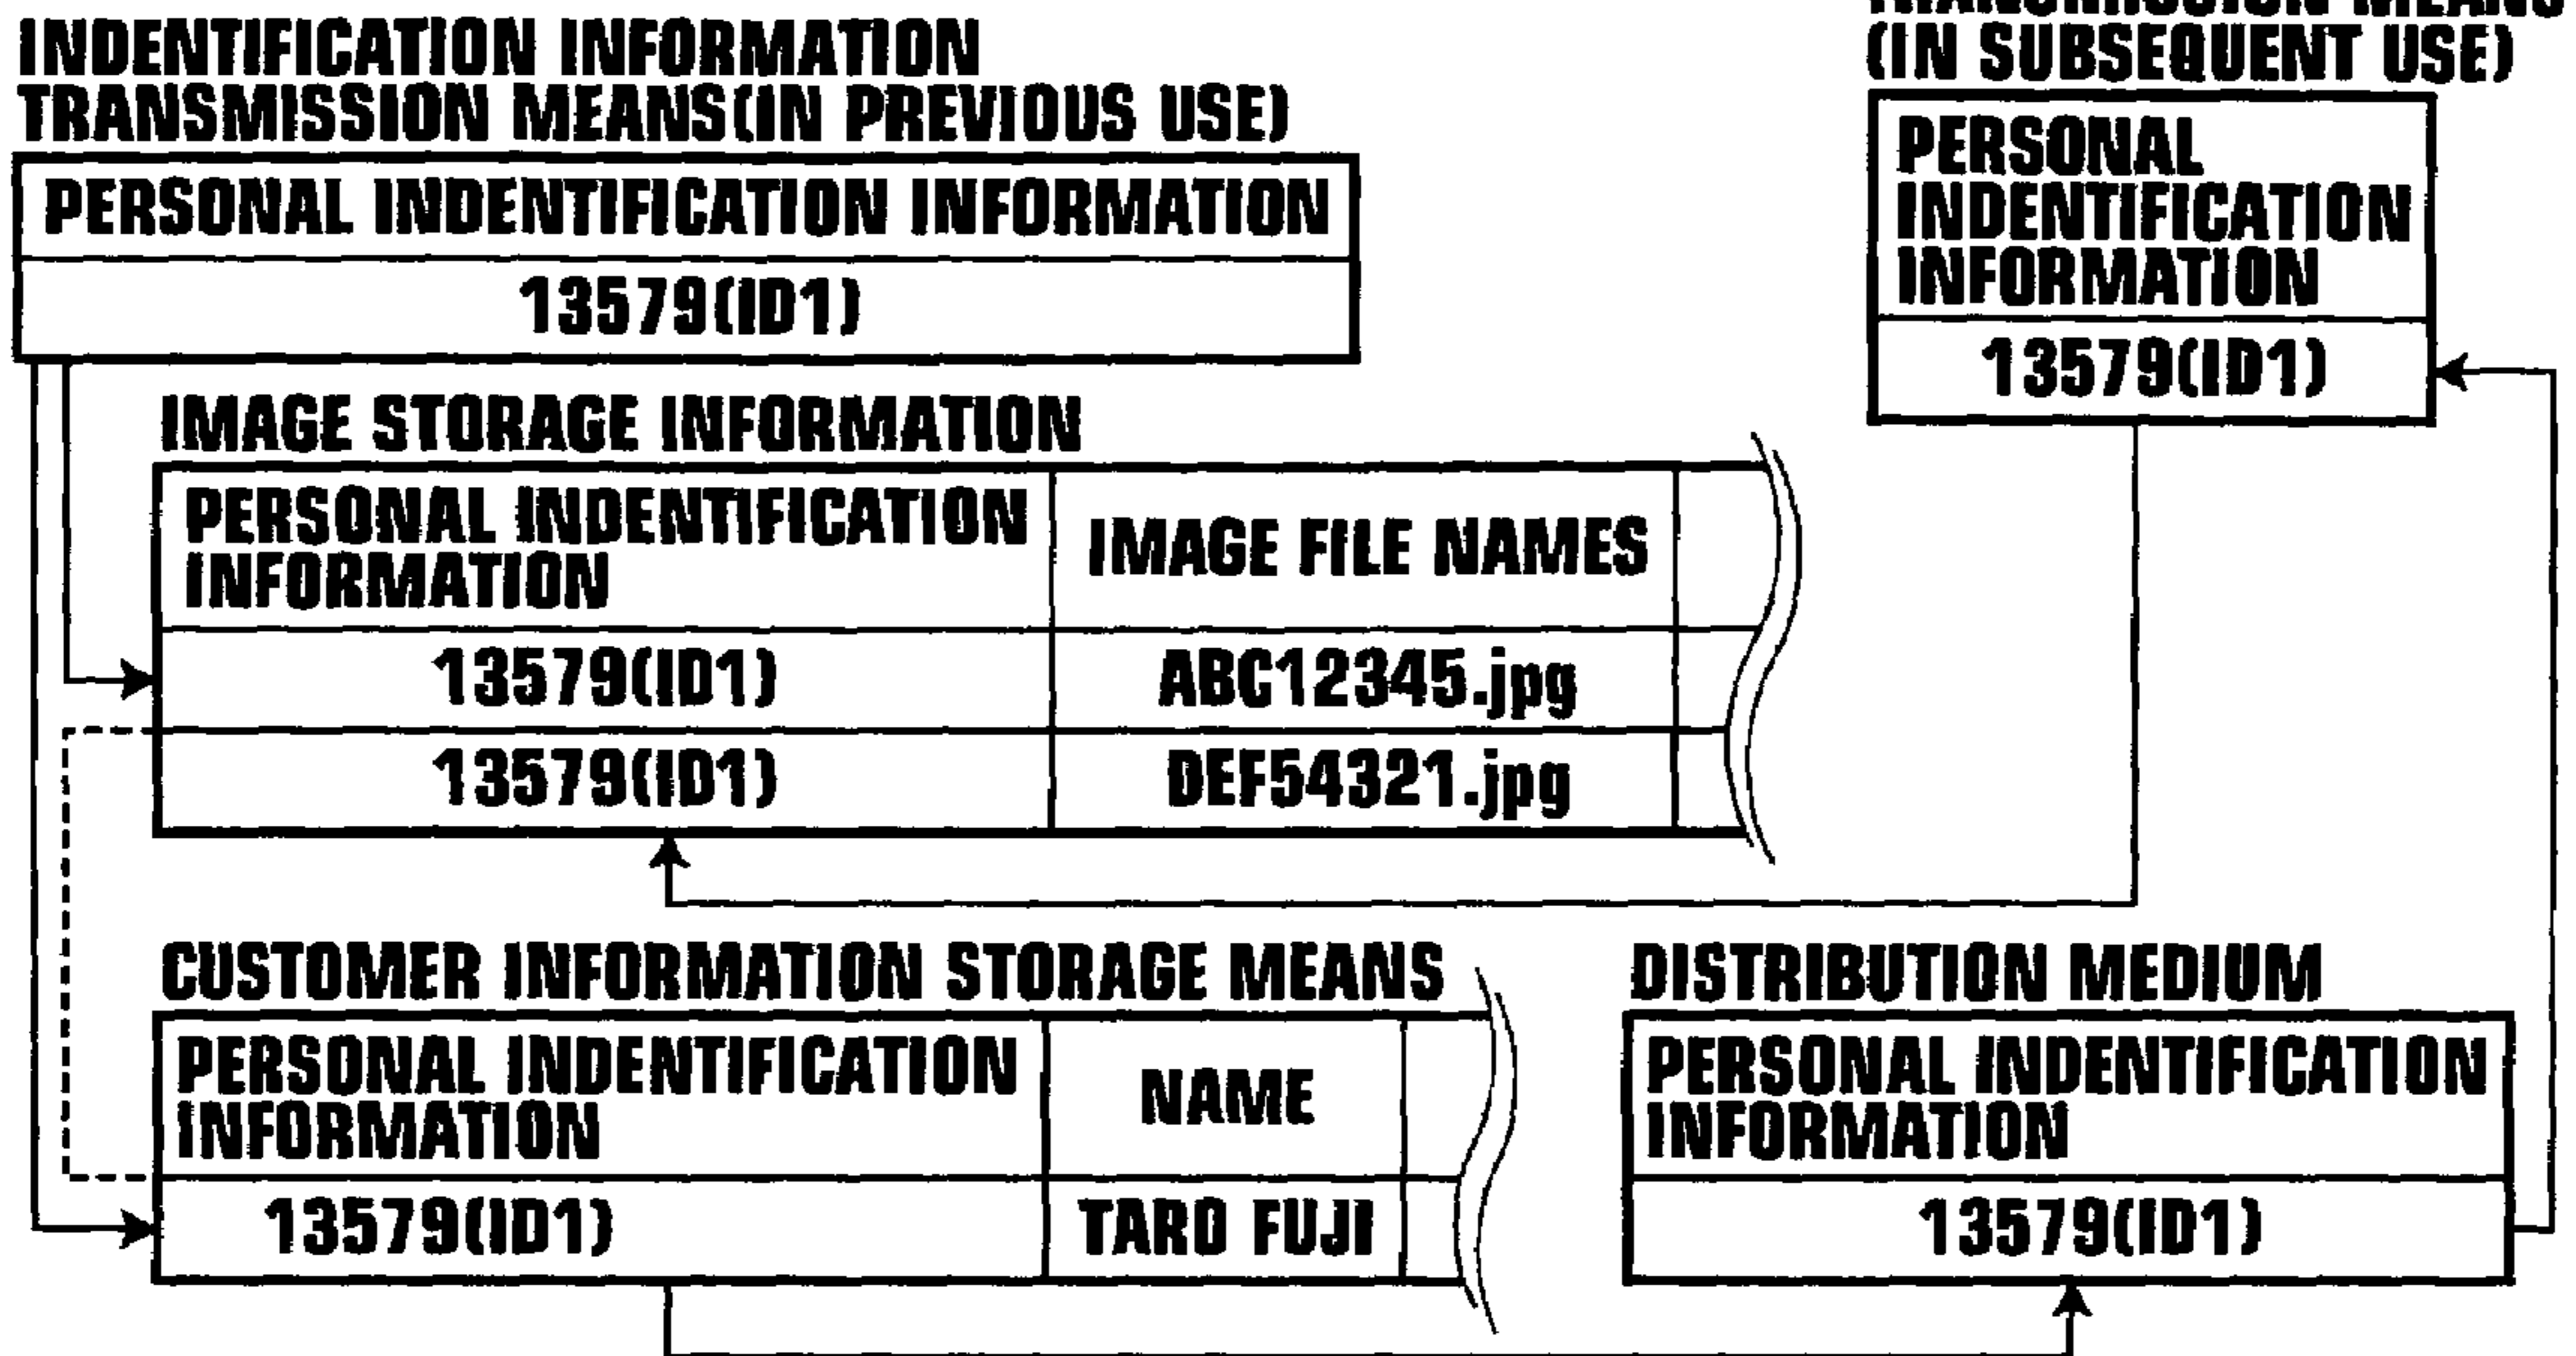 INDENTIFICATION INFORMATION
TRANSMISSION MEANS(IN PREVIOUS USE)
PERSONAL INDENTIFICATION INFORMATION
13579(ID1)
TRANSMISSION MEANS
(IN SUBSEQUENT USE)
PERSONAL
INDENTIFICATION
INFORMATION
13579(ID1)
IMAGE STORAGE INFORMATION
PERSONAL INDENTIFICATION
INFORMATION
IMAGE FILE NAMES
13579(ID1)
ABC12345.jpg
13579(ID1)
DEF54321.jpg
CUSTOMER INFORMATION STORAGE MEANS
PERSONAL INDENTIFICATION
INFORMATION
NAME
13579(ID1)
TARO FUJI
DISTRIBUTION MEDIUM
PERSONAL INDENTIFICATION
INFORMATION
13579(ID1)